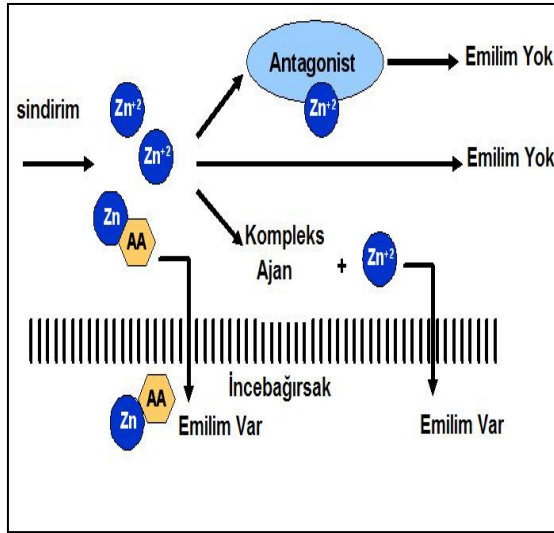 Antagonist
Emilim Yok
Zn+2
Zn+2
sindirim
Zn+2
Emilim Yok
Zn
AA
Kompleks
Ajan
+
Zn+2
İncebağırsak
AA
Zn
Emilim Var
Emilim Var